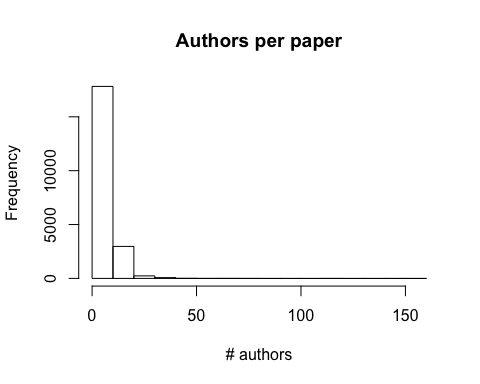 Authors per paper
Frequency
10000
5000
0
0 50 100 150
# authors